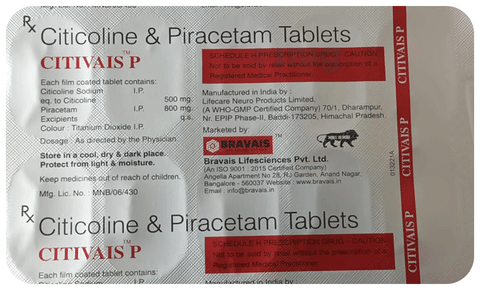 Rx Citicoline & Piracetam Tablets
CITIVAIS P™
Each film coated tablet contains:
Citicoline Sodium I.P.
eq. to Citicoline 500 mg.
Piracetam I.P. 800 mg.
Excipients q.s.
Colour : Titanium Dioxide I.P.
Dosage : As directed by the Physician.
Store in a cool, dry & dark place.
Protect from light & moisture.
Keep medicines out of reach of children.
Mfg. Lic. No. : MNB/06/430
SCHEDULE H PRESCRIPTION DRUG - CAUTION
Not to be sold by retail without the prescription of a
Registered Medical Practitioner.
Manufactured in India by :
Lifecare Neuro Products Limited,
(A WHO-GMP Certified Company) 70/1, Dharampur,
Nr. EPIP Phase-II, Baddi-173205, Himachal Pradesh.
Marketed by:
BRAVAIS™
Bravais Lifesciences Pvt. Ltd.
(An ISO 9001 : 2015 Certified Company)
Angella Apartment No 28, RJ Garden, Anand Nagar,
Bangalore - 560037 Website : www.bravais.in
Email : info@bravais.in
CITIVAIS P
CITIVAIS P
Rx Citicoline & Piracetam Tablets
CITIVAIS P™
Each film coated tablet contains:
Citicoline Sodium I.P.
SCHEDULE H PRESCRIPTION DRUG - CAUTION
Not to be sold by retail without the prescription of a
Registered Medical Practitioner.
Manufactured in India by :